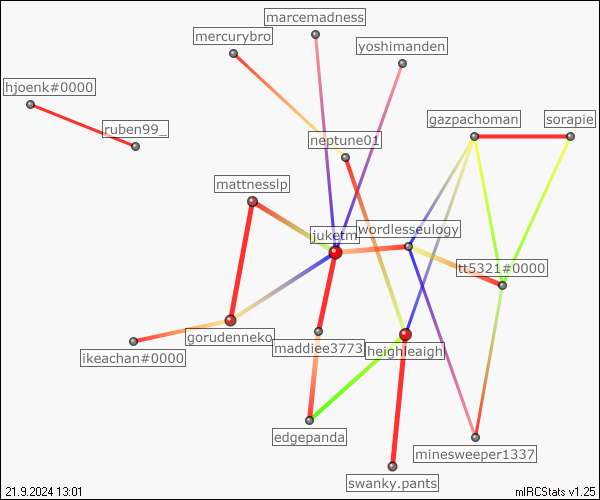 marcemadness
mercurybro
yoshimanden
hjoenk#0000
gazpachoman
sorapie
ruben99_
neptune01
mattnesslp
juketm
wordlesseulogy
tt5321#0000
gorudenneko
maddiee3773
heighleaigh
ikeachan#0000
edgepanda
minesweeper1337
swanky.pants
21.9.2024 13:01
mIRCStats v1.25